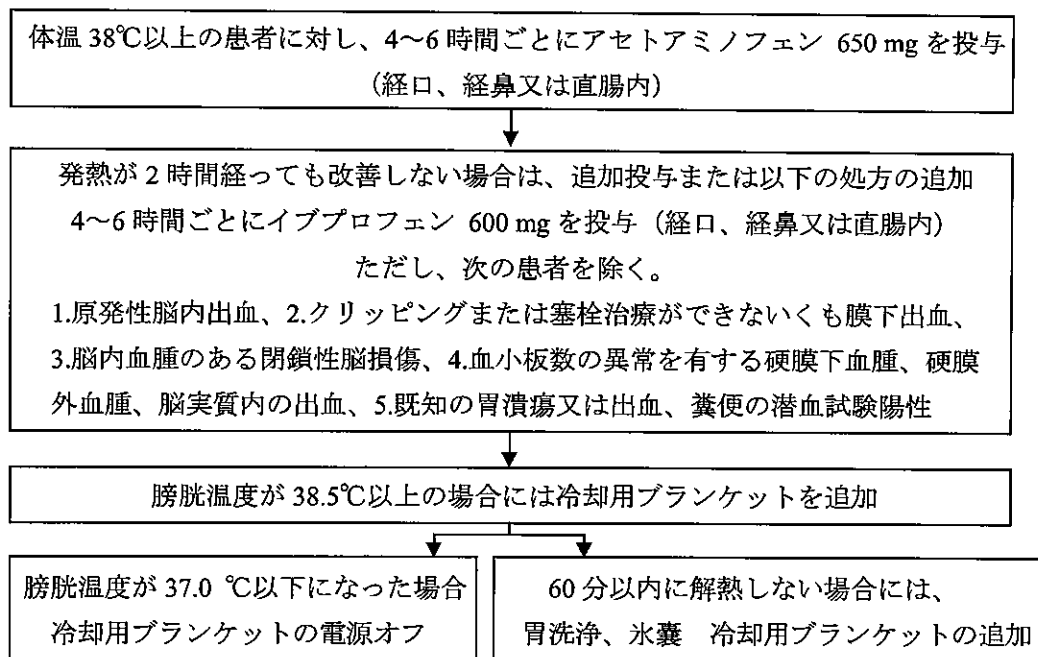 体温 38℃以上の患者に対し、4～6 時間ごとにアセトアミノフェン 650 mg を投与
（経口、経鼻又は直腸内）
発熱が 2 時間経っても改善しない場合は、追加投与または以下の処方の追加
4～6 時間ごとにイブプロフェン 600 mg を投与（経口、経鼻又は直腸内）
ただし、次の患者を除く。
1.原発性脳内出血、2.クリッピングまたは塞栓治療ができないくも膜下出血、
3.脳内血腫のある閉鎖性脳損傷、4.血小板数の異常を有する硬膜下血腫、硬膜
外血腫、脳実質内の出血、5.既知の胃潰瘍又は出血、糞便の潜血試験陽性
膀胱温度が 38.5℃以上の場合には冷却用ブランケットを追加
膀胱温度が 37.0 ℃以下になった場合
冷却用ブランケットの電源オフ
60 分以内に解熱しない場合には、
胃洗浄、氷嚢　冷却用ブランケットの追加